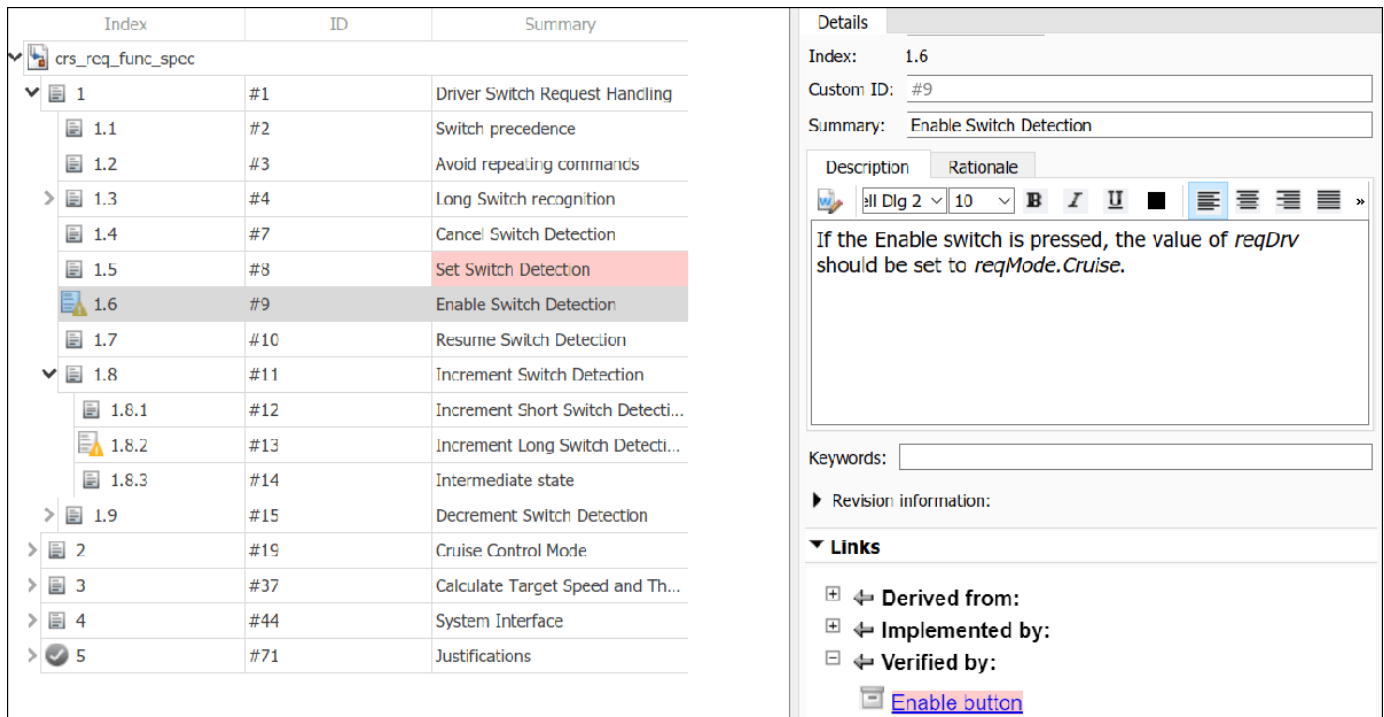 Index ID Summary
crs_req_func_spec
1 #1 Driver Switch Request Handling
1.1 #2 Switch precedence
1.2 #3 Avoid repeating commands
1.3 #4 Long Switch recognition
1.4 #7 Cancel Switch Detection
1.5 #8 Set Switch Detection
1.6 #9 Enable Switch Detection
1.7 #10 Resume Switch Detection
1.8 #11 Increment Switch Detection
1.8.1 #12 Increment Short Switch Detecti...
1.8.2 #13 Increment Long Switch Detecti...
1.8.3 #14 Intermediate state
1.9 #15 Decrement Switch Detection
2 #19 Cruise Control Mode
3 #37 Calculate Target Speed and Th...
4 #44 System Interface
5 #71 Justifications
Details
Index: 1.6
Custom ID: #9
Summary: Enable Switch Detection
Description Rationale
ell Dlg 2 10 B I U »
If the Enable switch is pressed, the value of reqDrv
should be set to reqMode.Cruise.
Keywords:
Revision information:
Links
Derived from:
Implemented by:
Verified by:
Enable button